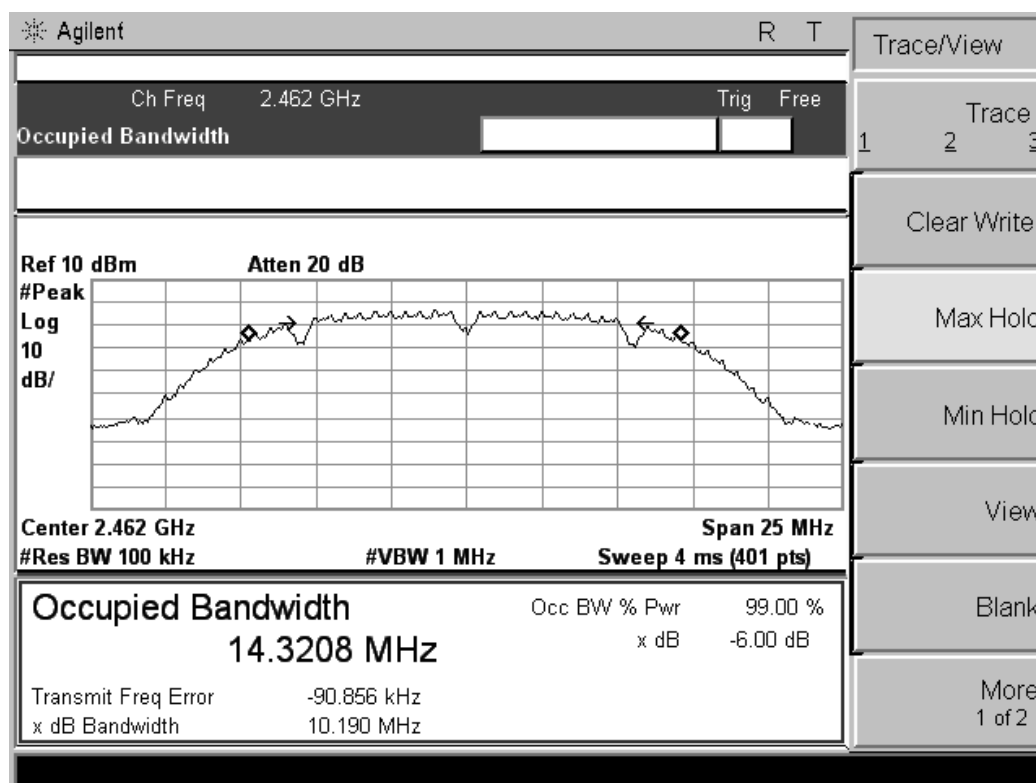 Agilent R T
Trace/View
Ch Freq 2.462 GHz Trig Free
Occupied Bandwidth
Trace
1 2
Clear Write
Ref 10 dBm Atten 20 dB
#Peak
Log
10
dB/
Max Hold
Min Hold
View
Center 2.462 GHz Span 25 MHz
#Res BW 100 kHz #VBW 1 MHz Sweep 4 ms (401 pts)
Occupied Bandwidth
14.3208 MHz
Occ BW % Pwr 99.00 %
x dB -6.00 dB
Blank
Transmit Freq Error -90.856 kHz
x dB Bandwidth 10.190 MHz
More
1 of 2